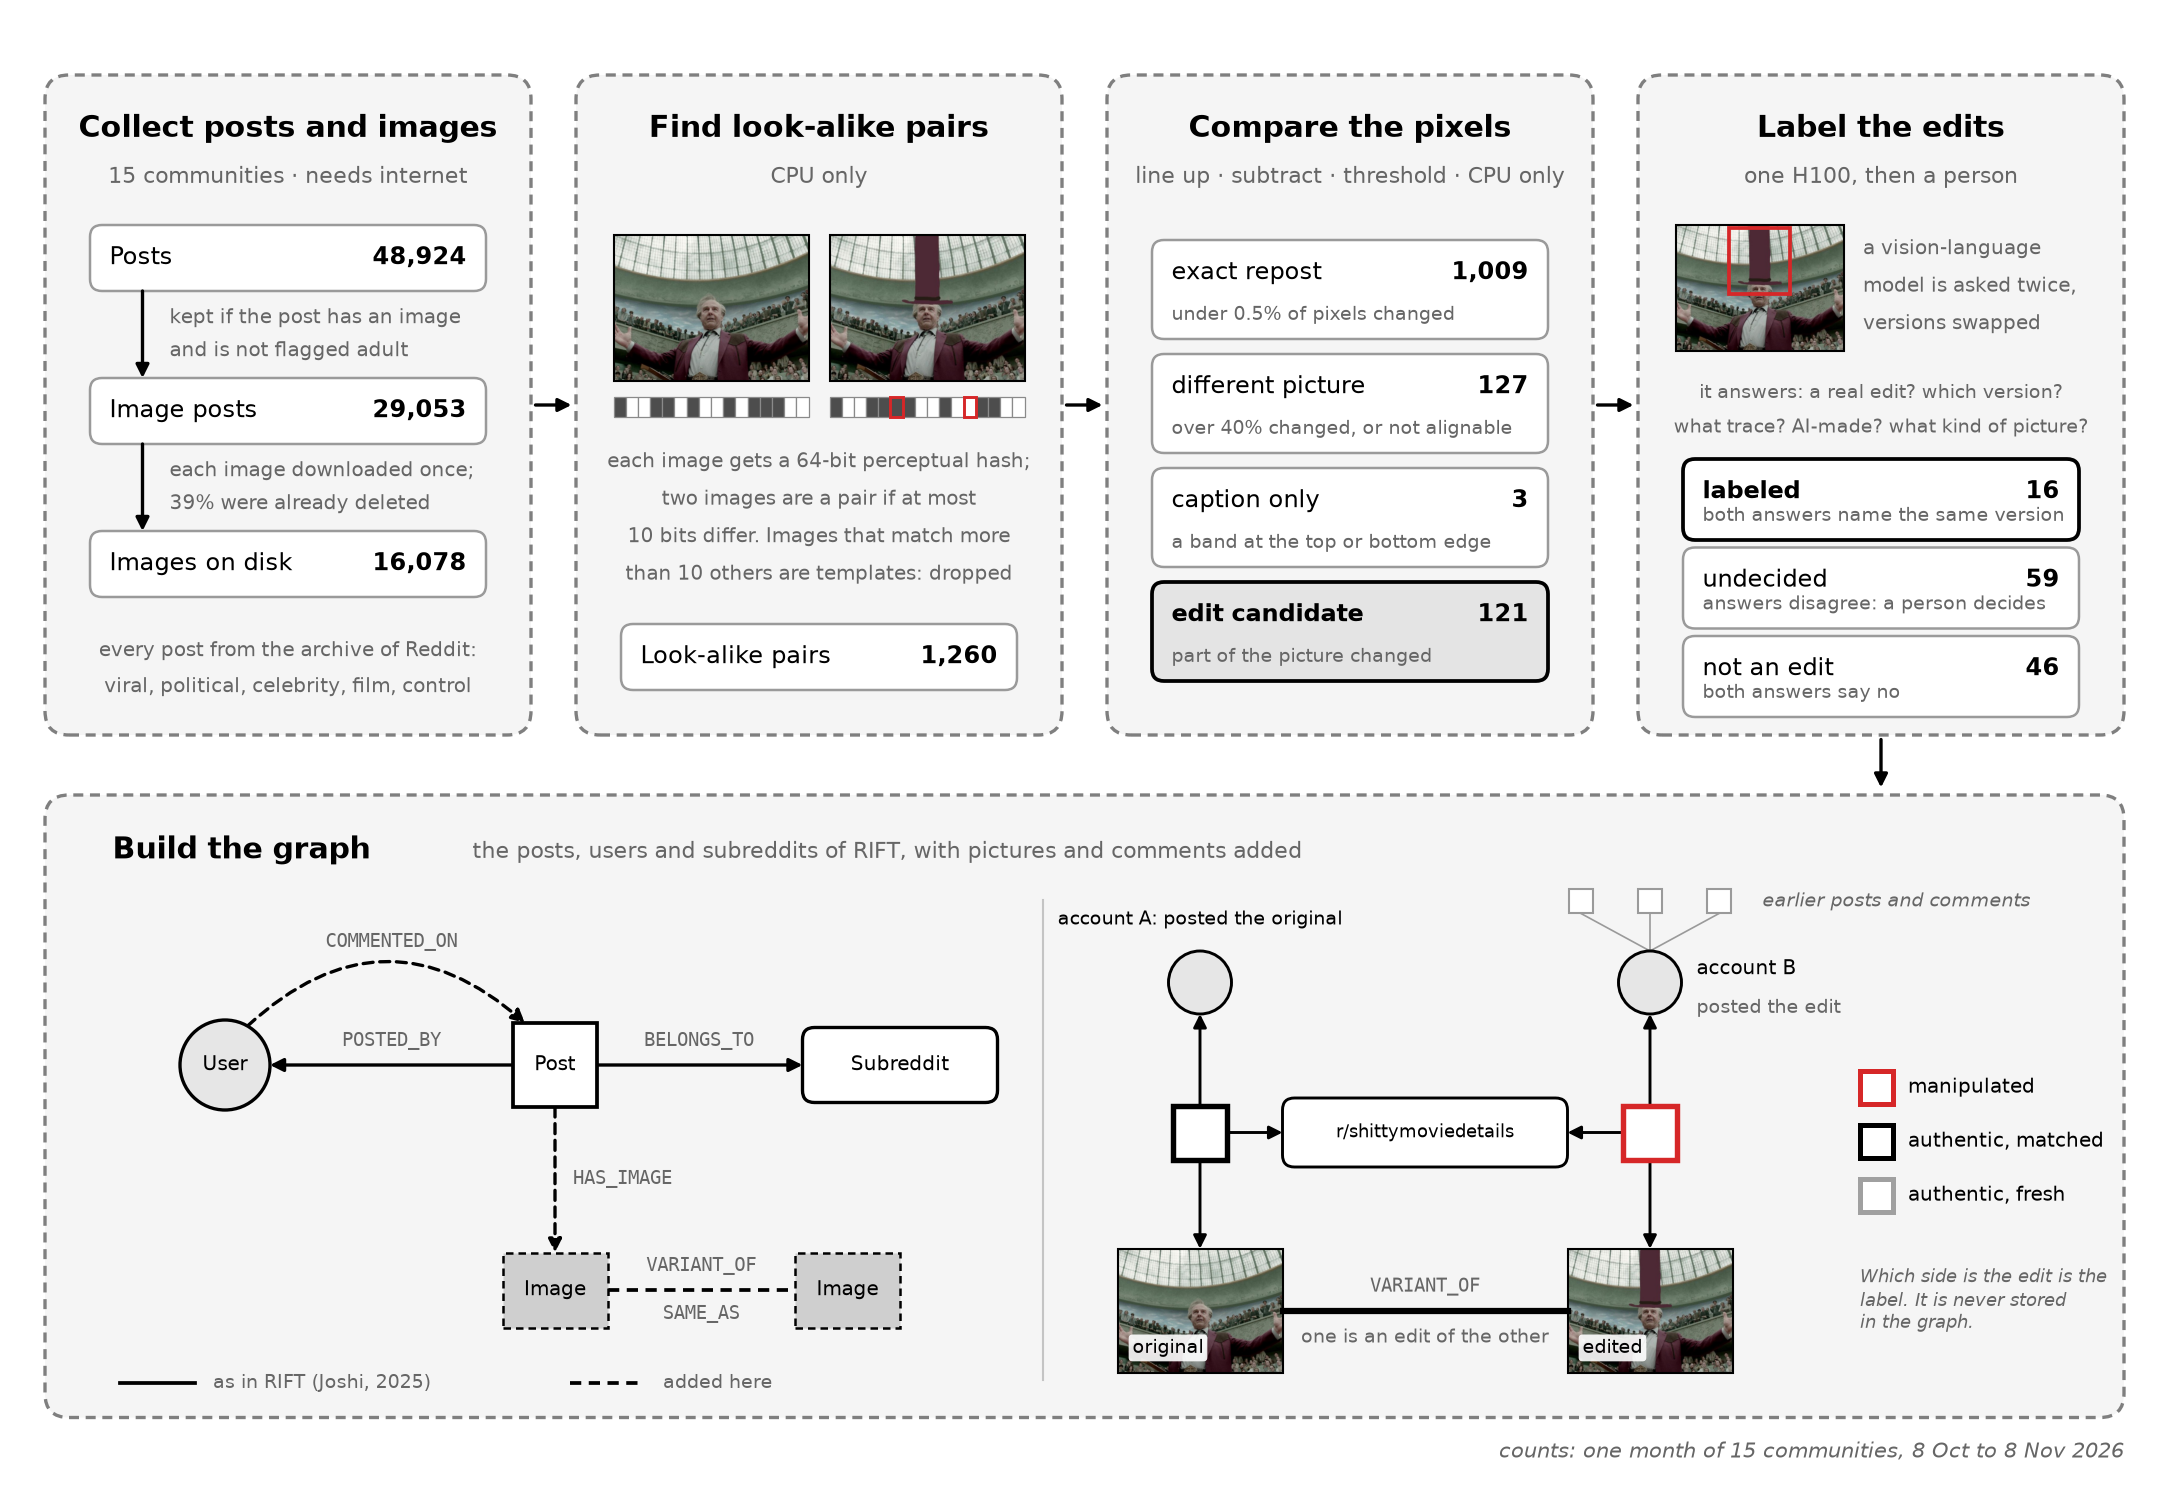 Collect posts and images
15 communities · needs internet
Posts 48,924
kept if the post has an image
and is not flagged adult
Image posts 29,053
each image downloaded once;
39% were already deleted
Images on disk 16,078
every post from the archive of Reddit:
viral, political, celebrity, film, control
Find look-alike pairs
CPU only
each image gets a 64-bit perceptual hash;
two images are a pair if at most
10 bits differ. Images that match more
than 10 others are templates: dropped
Look-alike pairs 1,260
Compare the pixels
line up · subtract · threshold · CPU only
exact repost 1,009
under 0.5% of pixels changed
different picture 127
over 40% changed, or not alignable
caption only 3
a band at the top or bottom edge
edit candidate 121
part of the picture changed
Label the edits
one H100, then a person
a vision-language
model is asked twice,
versions swapped
it answers: a real edit? which version?
what trace? AI-made? what kind of picture?
labeled 16
both answers name the same version
undecided 59
answers disagree: a person decides
not an edit 46
both answers say no
Build the graph
the posts, users and subreddits of RIFT, with pictures and comments added
COMMENTED_ON
POSTED_BY
BELONGS_TO
User
Post
Subreddit
HAS_IMAGE
Image
VARIANT_OF
SAME_AS
Image
as in RIFT (Joshi, 2025)
added here
account A: posted the original
earlier posts and comments
account B
posted the edit
r/shittymoviedetails
manipulated
authentic, matched
authentic, fresh
VARIANT_OF
one is an edit of the other
original
edited
Which side is the edit is the
label. It is never stored
in the graph.
counts: one month of 15 communities, 8 Oct to 8 Nov 2026